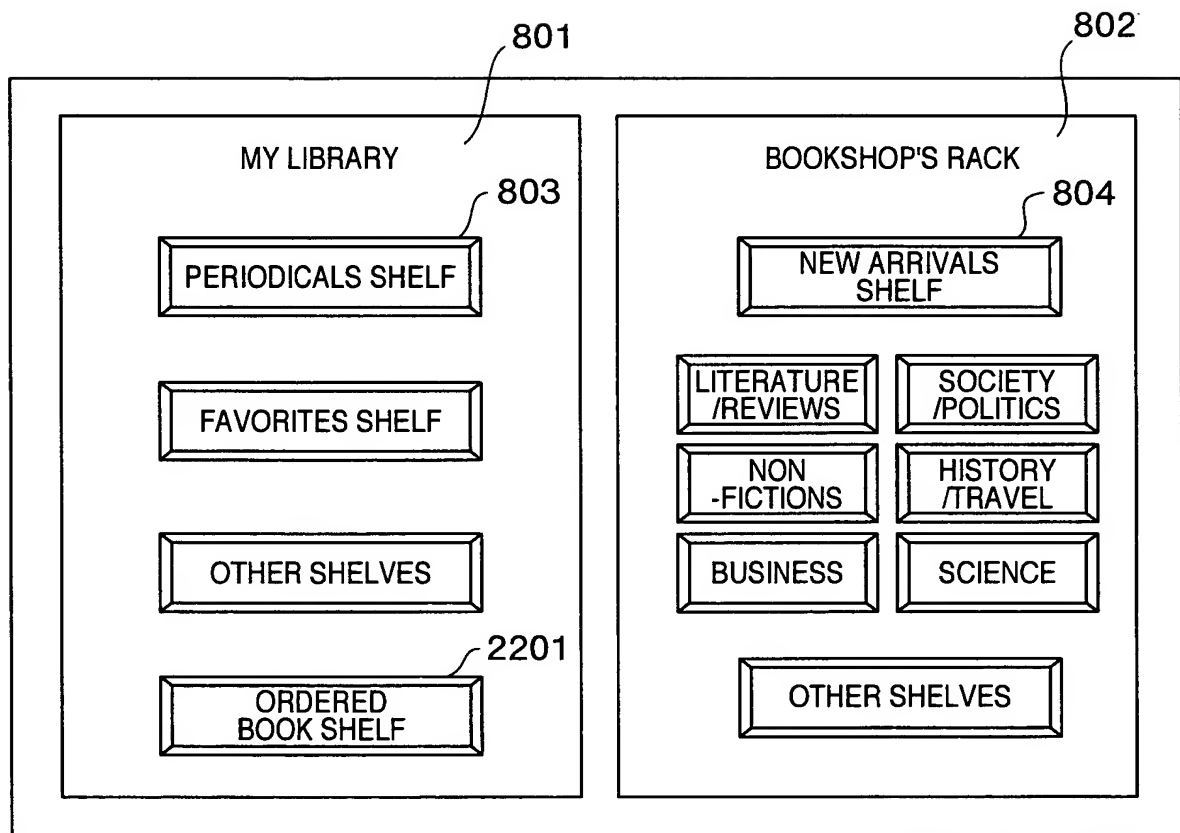 801
802
MY LIBRARY
803
PERIODICALS SHELF
FAVORITES SHELF
OTHER SHELVES
2201
ORDERED
BOOK SHELF
BOOKSHOP'S RACK
804
NEW ARRIVALS
SHELF
LITERATURE
/REVIEWS
SOCIETY
/POLITICS
NON
-FICTIONS
HISTORY
/TRAVEL
BUSINESS
SCIENCE
OTHER SHELVES